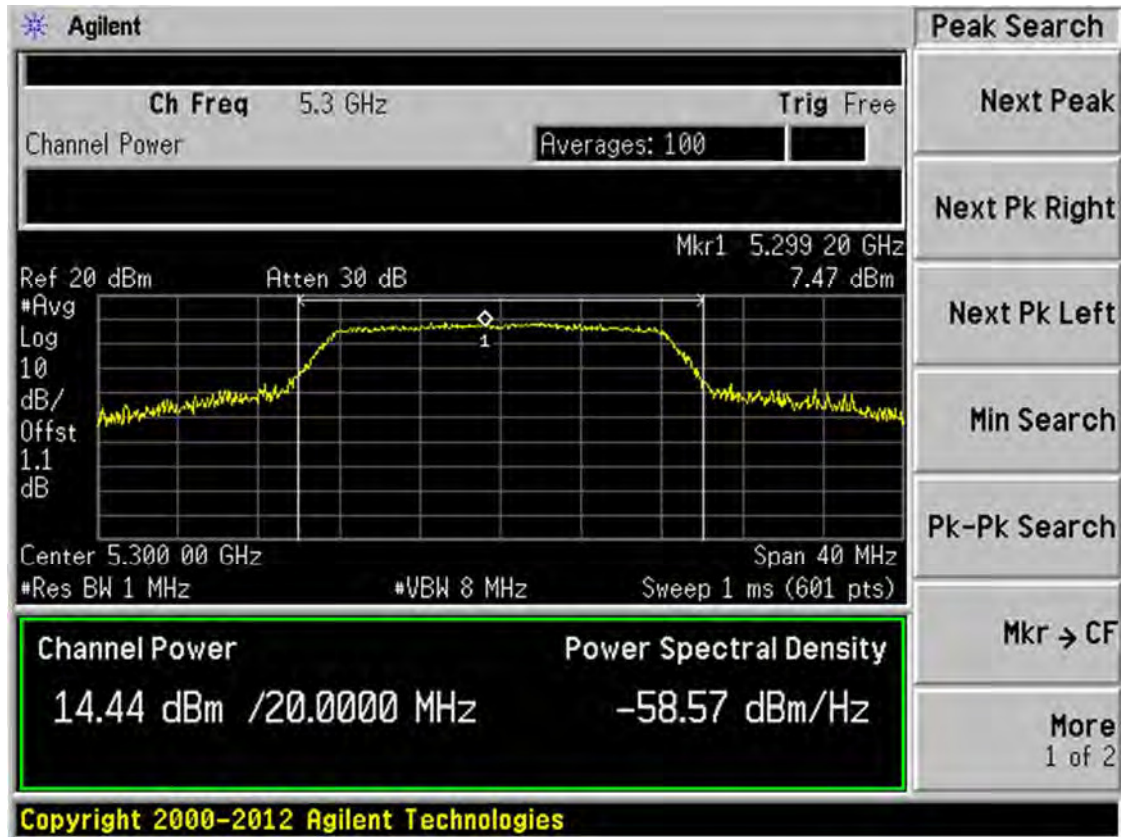 Agilent
Peak Search
Ch Freq 5.3 GHz Trig Free
Channel Power Averages: 100
Mkr1 5.299 20 GHz
Ref 20 dBm Atten 30 dB 7.47 dBm
#Avg
Log
10
dB/
Offst
1.1
dB
1
Center 5.300 00 GHz Span 40 MHz
#Res BW 1 MHz #VBW 8 MHz Sweep 1 ms (601 pts)
Channel Power Power Spectral Density
14.44 dBm /20.0000 MHz -58.57 dBm/Hz
Next Peak
Next Pk Right
Next Pk Left
Min Search
Pk-Pk Search
Mkr → CF
More
1 of 2
Copyright 2000-2012 Agilent Technologies